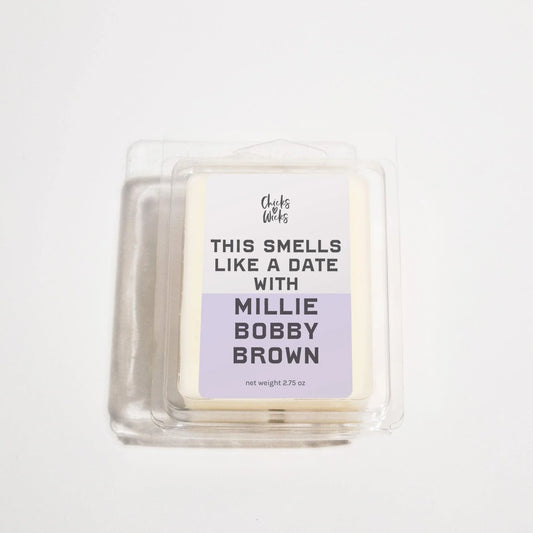 Chicks
Wicks
THIS SMELLS
LIKE A DATE
WITH
MILLIE
BOBBY
BROWN
net weight 2.75 oz